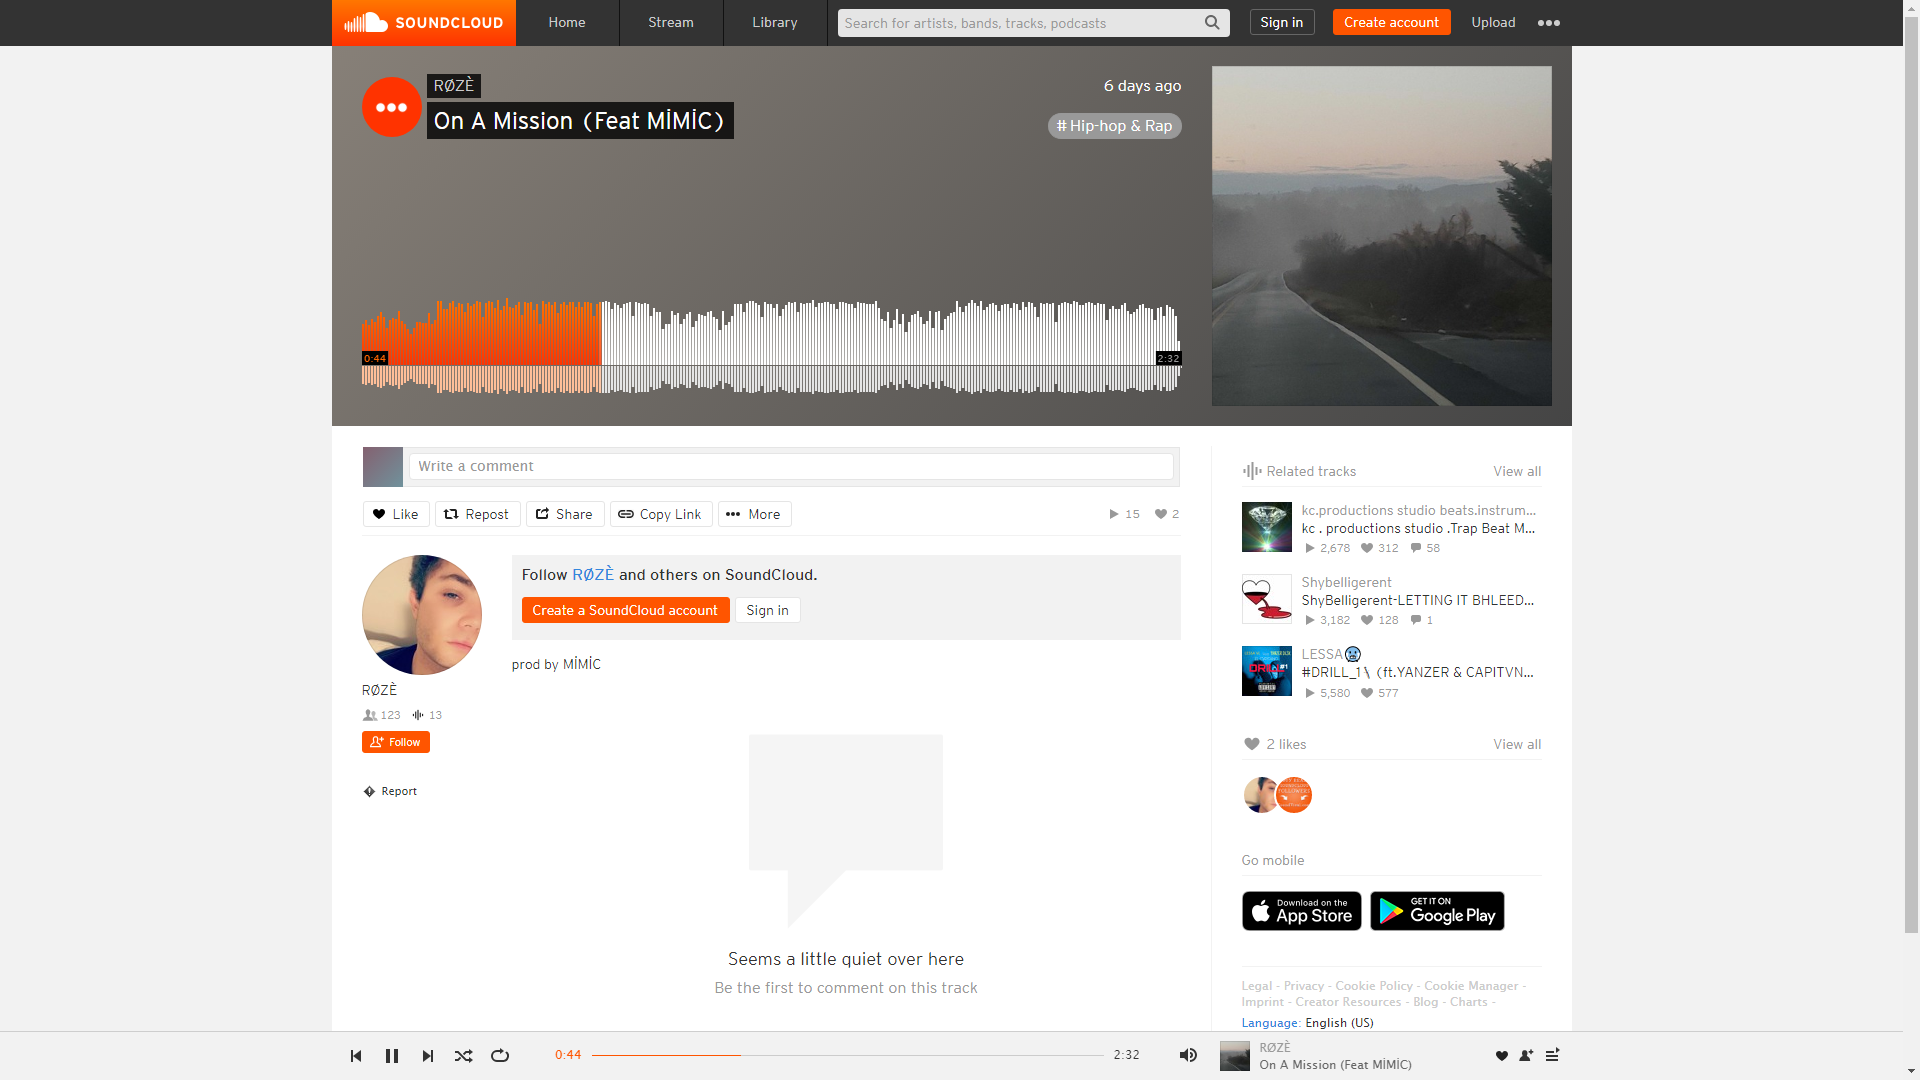 SOUNDCLOUD
Home
Stream
Library
Search for artists, bands, tracks, podcasts
Sign in
Create account
Upload
RØZÈ
On A Mission (Feat MİMİC)
6 days ago
# Hip-hop & Rap
0:44
2:32
Write a comment
Like
Repost
Share
Copy Link
More
15
2
Follow RØZÈ and others on SoundCloud.
Create a SoundCloud account
Sign in
prod by MİMİC
RØZÈ
123
13
Follow
Report
Seems a little quiet over here
Be the first to comment on this track
Related tracks
View all
kc.productions studio beats.instrum...
kc . productions studio .Trap Beat M...
2,678
312
58
Shybelligerent
ShyBelligerent-LETTING IT BHLEED...
3,182
128
1
LESSA🥶
#DRILL_1\ (ft.YANZER & CAPITVN...
5,580
577
2 likes
View all
Go mobile
Download on the
App Store
GET IT ON
Google Play
Legal - Privacy - Cookie Policy - Cookie Manager -
Imprint - Creator Resources - Blog - Charts -
Language: English (US)
0:44
2:32
RØZÈ
On A Mission (Feat MİMİC)